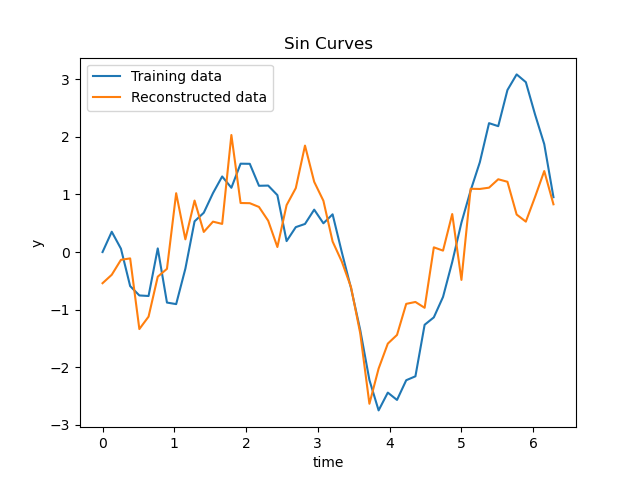 Sin Curves
Training data
Reconstructed data
3
2
1
0
−1
−2
−3
y
0 1 2 3 4 5 6
time